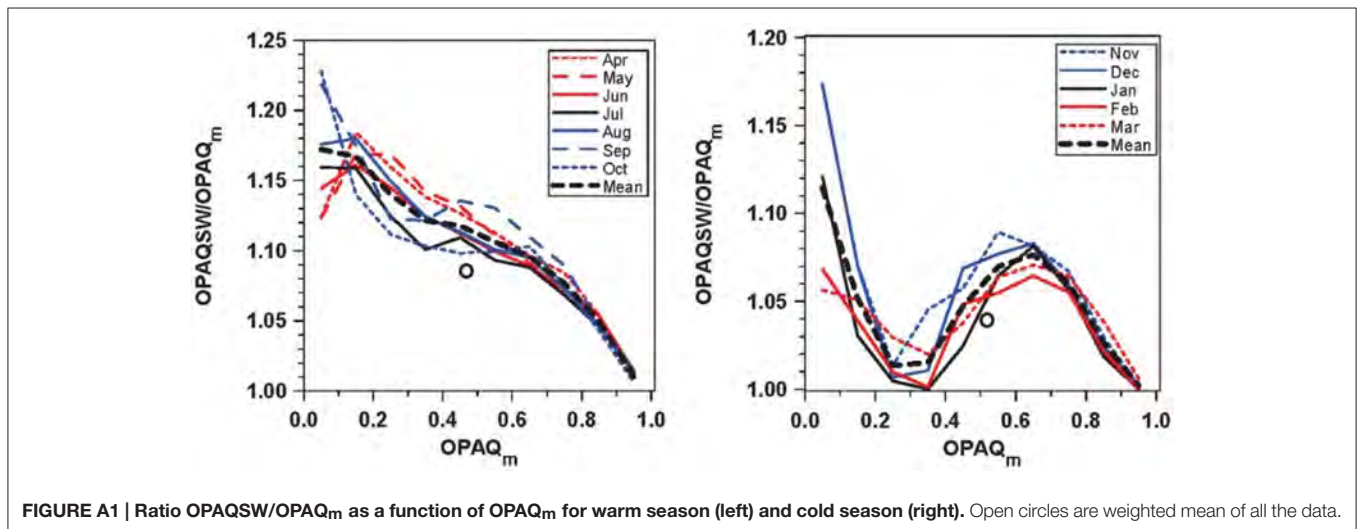 1.25
1.20
1.15
1.10
1.05
1.00
OPAQSW/OPAQm
0.0 0.2 0.4 0.6 0.8 1.0
OPAQm
Apr
May
Jun
Jul
Aug
Sep
Oct
Mean
1.20
1.15
1.10
1.05
1.00
OPAQSW/OPAQm
0.0 0.2 0.4 0.6 0.8 1.0
OPAQm
Nov
Dec
Jan
Feb
Mar
Mean
FIGURE A1 | Ratio OPAQSW/OPAQm as a function of OPAQm for warm season (left) and cold season (right). Open circles are weighted mean of all the data.